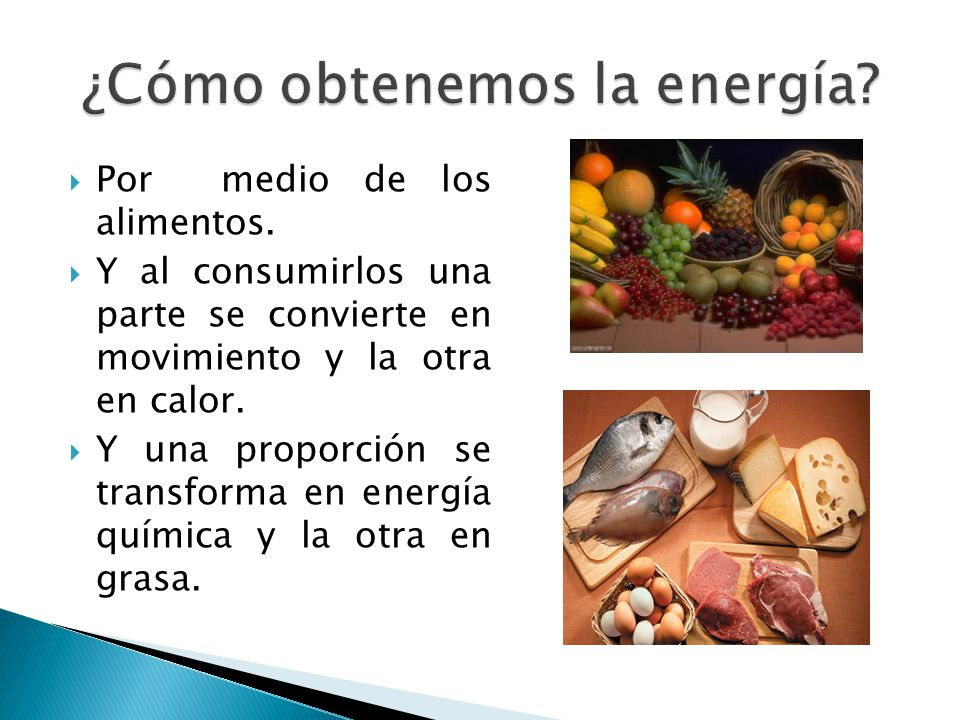 ¿Cómo obtenemos la energía?
Por medio de los
alimentos.
Y al consumirlos una
parte se convierte en
movimiento y la otra
en calor.
Y una proporción se
transforma en energía
química y la otra en
grasa.